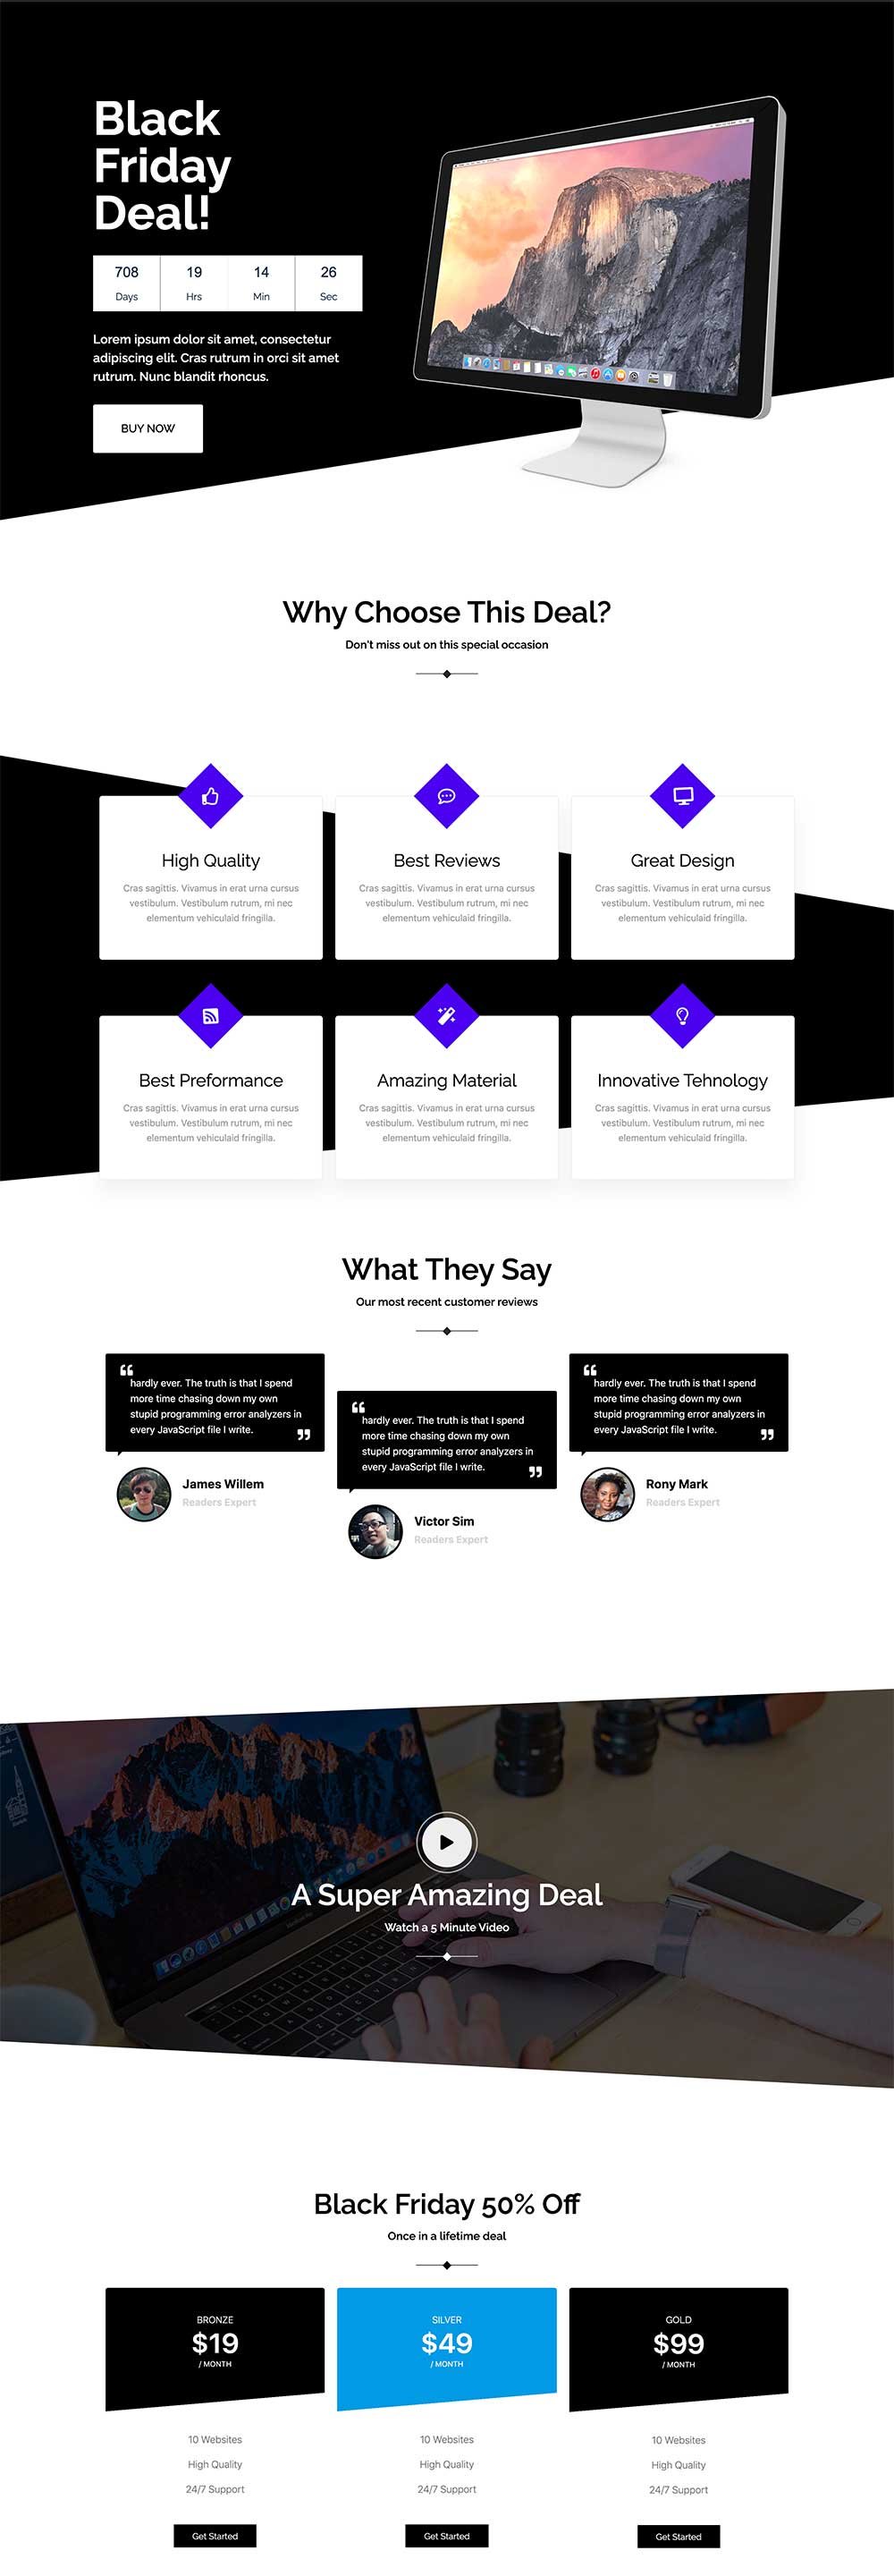 Black
Friday
Deal!
708 19 14 26
Days Hrs Min Sec
Lorem ipsum dolor sit amet, consectetur
adipiscing elit. Cras rutrum in orci sit amet
rutrum. Nunc blandit rhoncus.
BUY NOW
Why Choose This Deal?
Don't miss out on this special occasion
High Quality
Cras sagittis. Vivamus in erat urna cursus
vestibulum. Vestibulum rutrum, mi nec
elementum vehiculaid fringilla.
Best Reviews
Cras sagittis. Vivamus in erat urna cursus
vestibulum. Vestibulum rutrum, mi nec
elementum vehiculaid fringilla.
Great Design
Cras sagittis. Vivamus in erat urna cursus
vestibulum. Vestibulum rutrum, mi nec
elementum vehiculaid fringilla.
Best Preformance
Cras sagittis. Vivamus in erat urna cursus
vestibulum. Vestibulum rutrum, mi nec
elementum vehiculaid fringilla.
Amazing Material
Cras sagittis. Vivamus in erat urna cursus
vestibulum. Vestibulum rutrum, mi nec
elementum vehiculaid fringilla.
Innovative Tehnology
Cras sagittis. Vivamus in erat urna cursus
vestibulum. Vestibulum rutrum, mi nec
elementum vehiculaid fringilla.
What They Say
Our most recent customer reviews
“
hardly ever. The truth is that I spend
more time chasing down my own
stupid programming error analyzers in
every JavaScript file I write.
”
James Willem
Readers Expert
“
hardly ever. The truth is that I spend
more time chasing down my own
stupid programming error analyzers in
every JavaScript file I write.
”
Victor Sim
Readers Expert
“
hardly ever. The truth is that I spend
more time chasing down my own
stupid programming error analyzers in
every JavaScript file I write.
”
Rony Mark
Readers Expert
A Super Amazing Deal
Watch a 5 Minute Video
Black Friday 50% Off
Once in a lifetime deal
BRONZE
$19
/ MONTH
10 Websites
High Quality
24/7 Support
Get Started
SILVER
$49
/ MONTH
10 Websites
High Quality
24/7 Support
Get Started
GOLD
$99
/ MONTH
10 Websites
High Quality
24/7 Support
Get Started